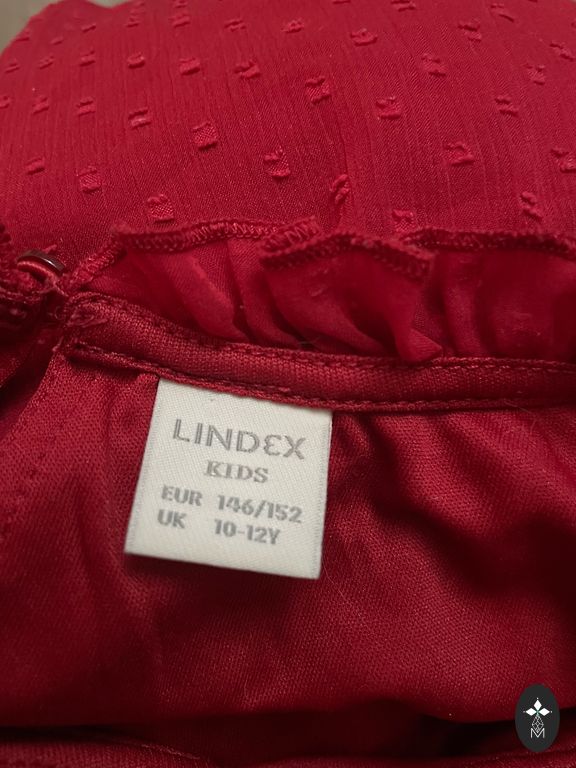 LINDEX
KIDS
EUR 146/152
UK 10-12Y
M